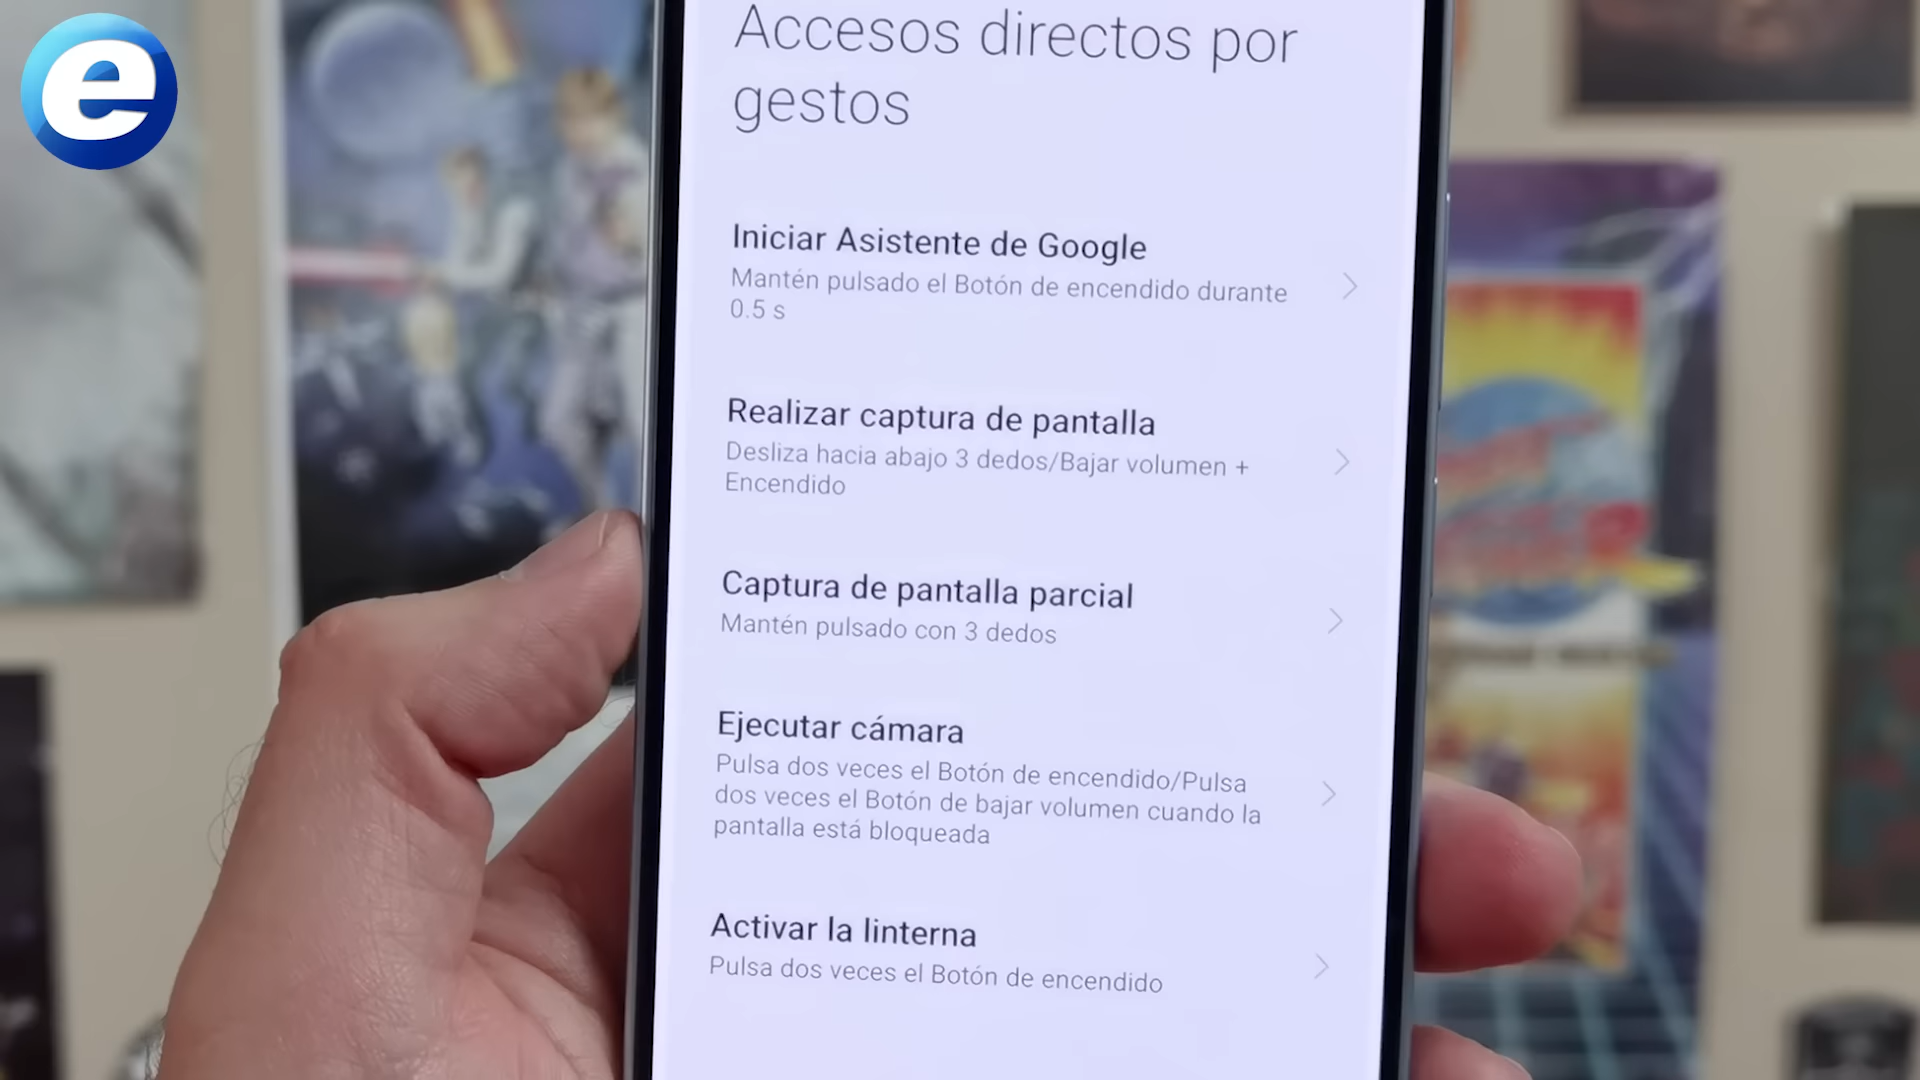 e
Accesos directos por
gestos
Iniciar Asistente de Google
Mantén pulsado el Botón de encendido durante
0.5 s
Realizar captura de pantalla
Desliza hacia abajo 3 dedos/Bajar volumen +
Encendido
Captura de pantalla parcial
Mantén pulsado con 3 dedos
Ejecutar cámara
Pulsa dos veces el Botón de encendido/Pulsa
dos veces el Botón de bajar volumen cuando la
pantalla está bloqueada
Activar la linterna
Pulsa dos veces el Botón de encendido